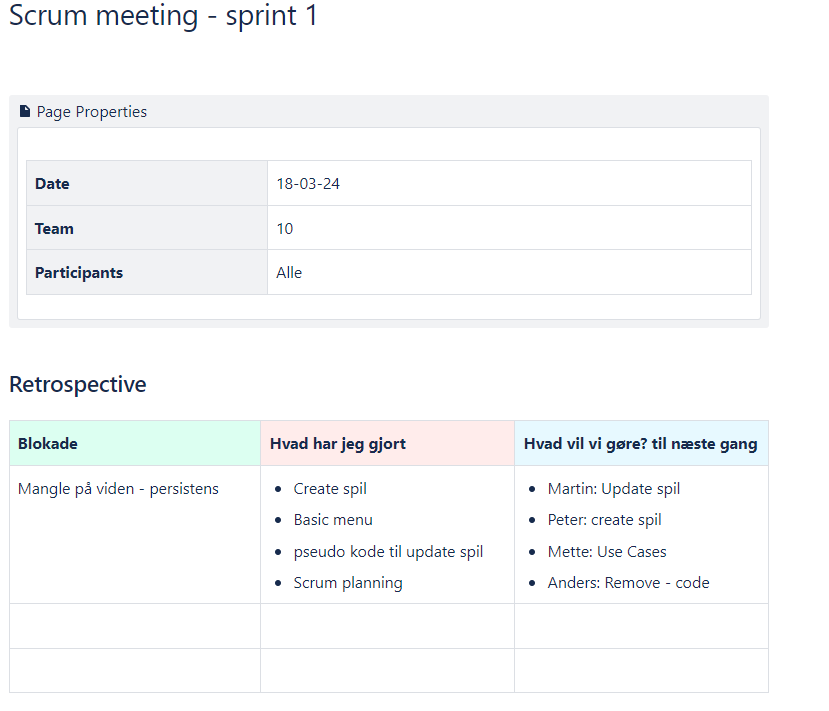 Scrum meeting - sprint 1
Page Properties
Date 18-03-24
Team 10
Participants Alle
Retrospective
Blokade Hvad har jeg gjort Hvad vil vi gøre? til næste gang
Mangle på viden - persistens
Create spil
Basic menu
pseudo kode til update spil
Scrum planning
Martin: Update spil
Peter: create spil
Mette: Use Cases
Anders: Remove - code